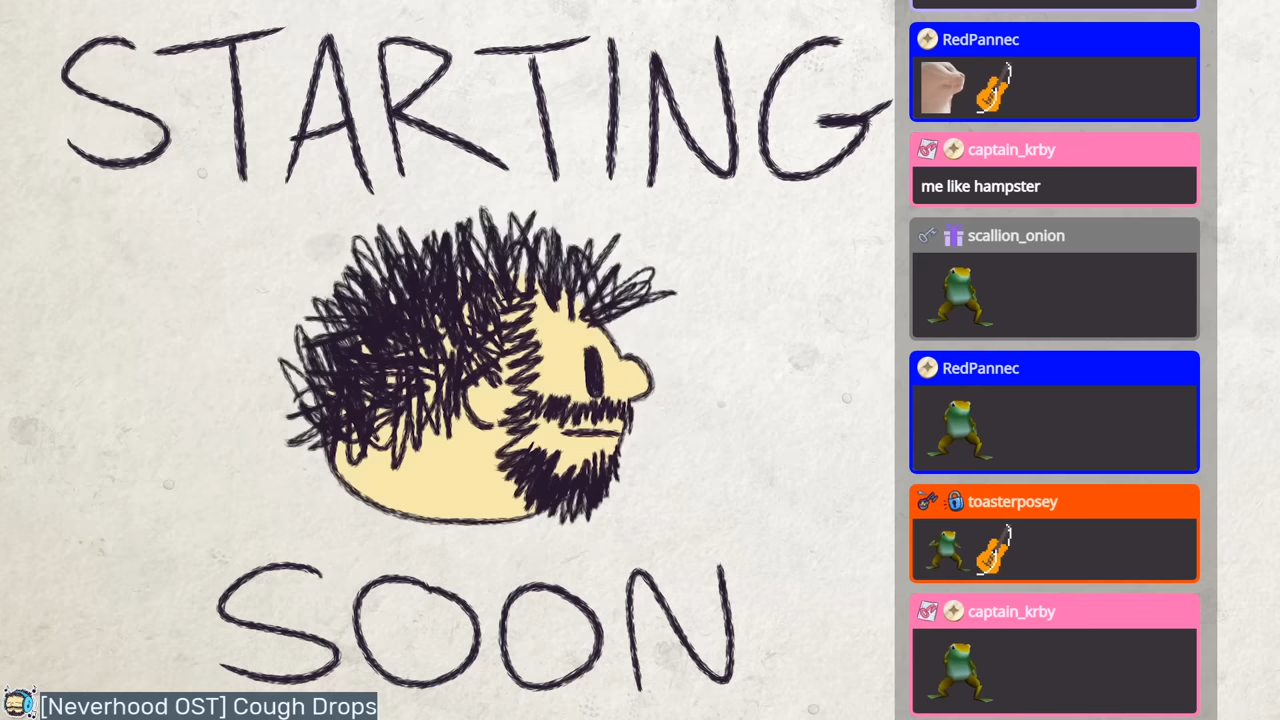 STARTING
SOON
[Neverhood OST] Cough Drops
RedPannec
captain_krby
me like hampster
scallion_onion
RedPannec
toasterposey
captain_krby